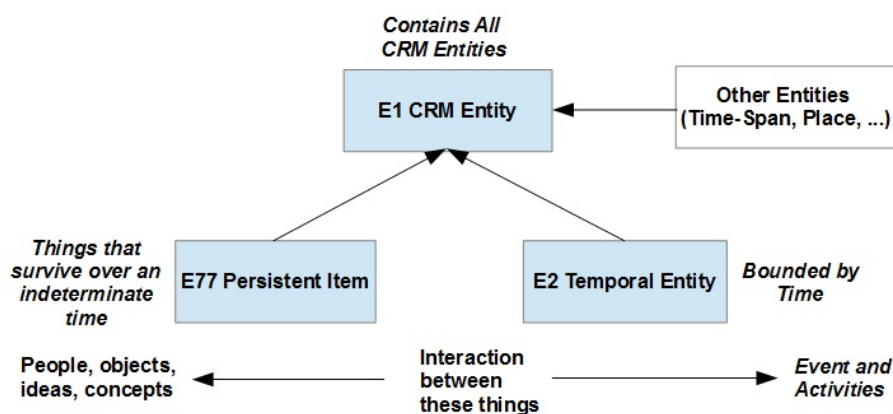 Contains All
CRM Entities
E1 CRM Entity
Other Entities
(Time-Span, Place, ...)
Things that
survive over an
indeterminate
time
E77 Persistent Item
E2 Temporal Entity
Bounded by
Time
People, objects,
ideas, concepts
Interaction
between
these things
Event and
Activities